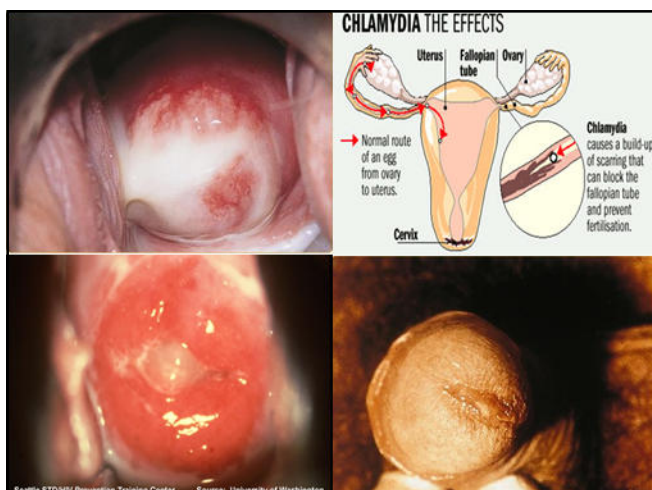 CHLAMYDIA THE EFFECTS
Uterus
Fallopian
tube
Ovary
Normal route
of an egg
from ovary
to uterus.
Chlamydia
causes a build-up
of scarring that
can block the
fallopian tube
and prevent
fertilisation.
Cervix
Seattle STD/HIV Prevention Training Center Source: University of Washington